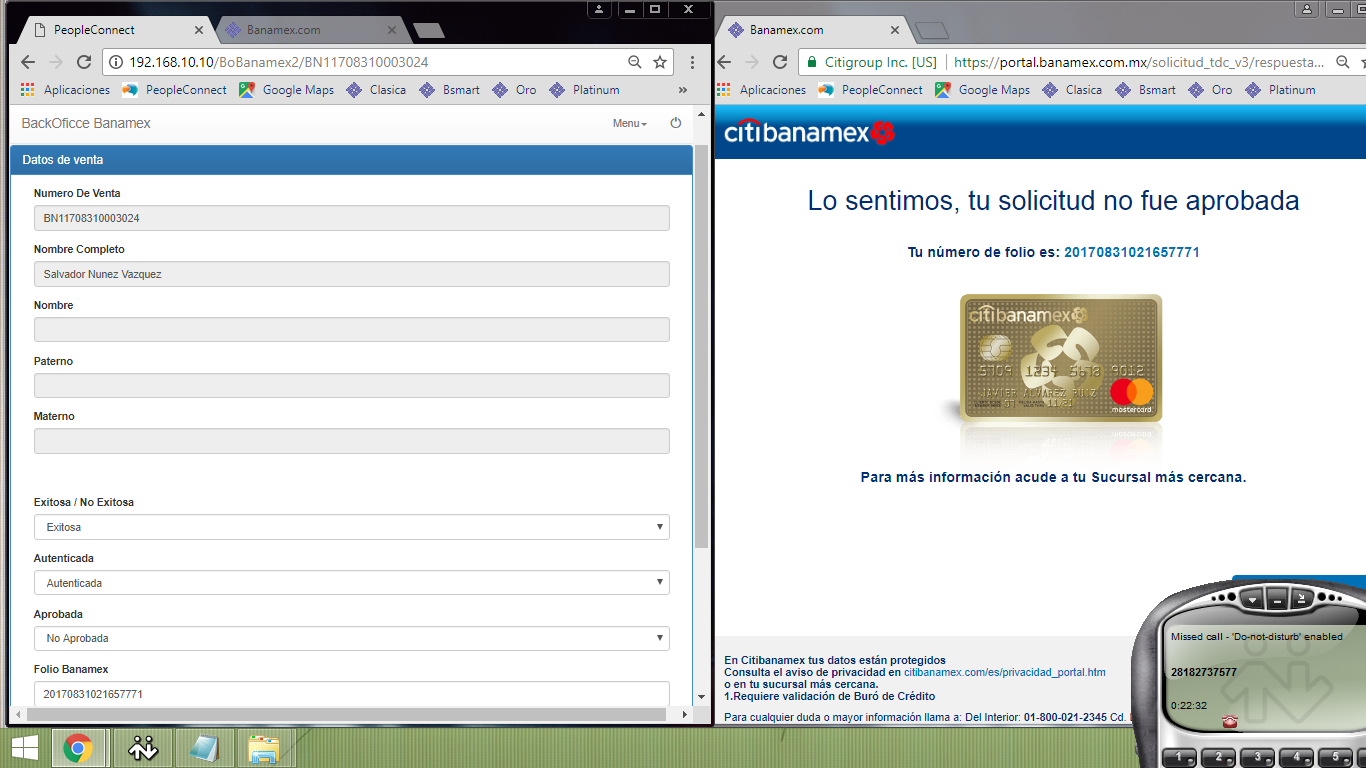 PeopleConnect
Banamex.com
192.168.10.10/BoBanamex2/BN11708310003024
Aplicaciones PeopleConnect Google Maps Clasica Bsmart Oro Platinum »
BackOficce Banamex
Menu
Datos de venta
Numero De Venta
BN11708310003024
Nombre Completo
Salvador Nunez Vazquez
Nombre
Paterno
Materno
Exitosa / No Exitosa
Exitosa
Autenticada
Autenticada
Aprobada
No Aprobada
Folio Banamex
20170831021657771
Banamex.com
Citigroup Inc. [US] https://portal.banamex.com.mx/solicitud_tdc_v3/respuesta...
Aplicaciones PeopleConnect Google Maps Clasica Bsmart Oro Platinum
citibanamex
Lo sentimos, tu solicitud no fue aprobada
Tu número de folio es: 20170831021657771
citibanamex
5709 1234 5678 9012
JAVIER ALVAREZ RUIZ
mastercard
Para más información acude a tu Sucursal más cercana.
En Citibanamex tus datos están protegidos
Consulta el aviso de privacidad en citibanamex.com/es/privacidad_portal.htm
o en tu sucursal más cercana.
1.Requiere validación de Buró de Crédito
Para cualquier duda o mayor información llama a: Del Interior: 01-800-021-2345 Cd.
Missed call - 'Do-not-disturb' enabled
28182737577
0:22:32
1 2 3 4 5